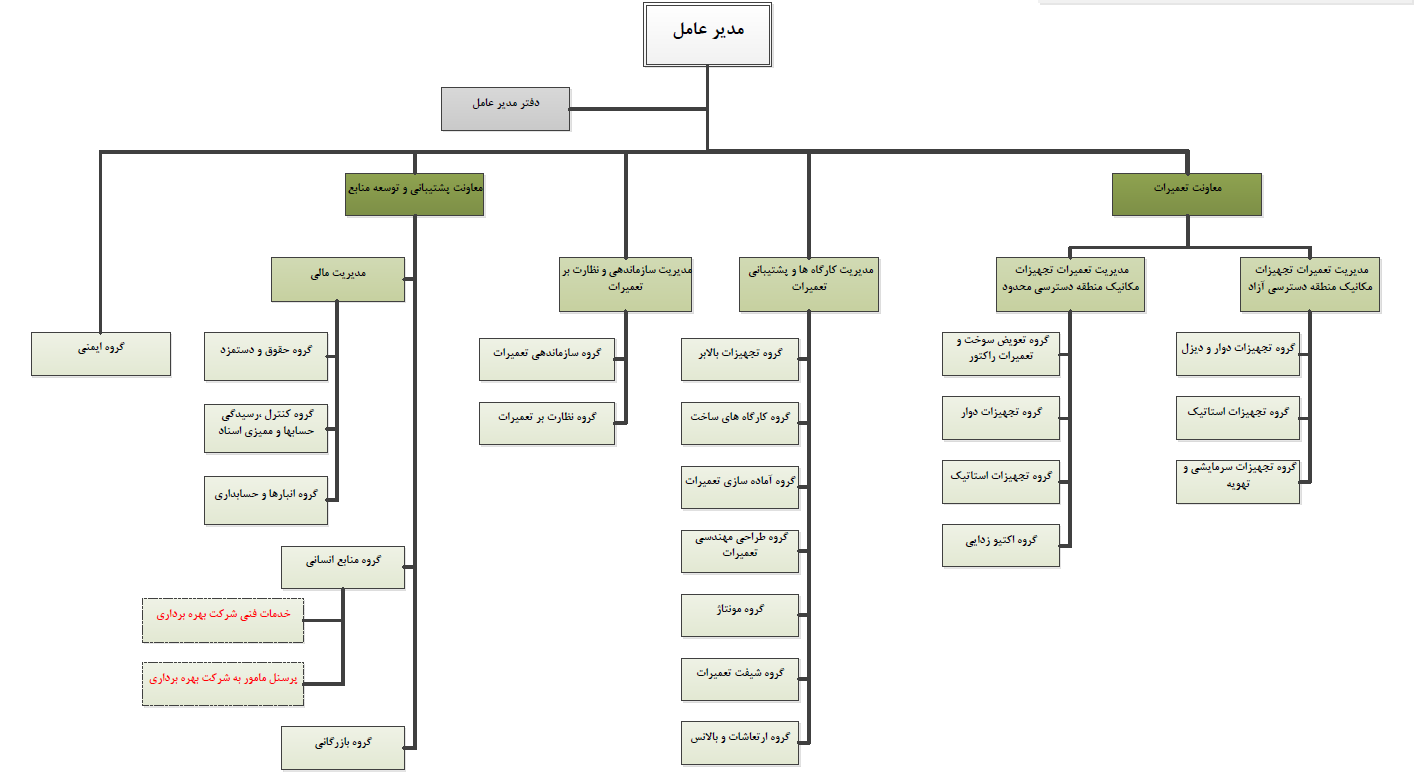 مدیر عامل
دفتر مدیر عامل
معاونت تعمیرات
معاونت پشتیبانی و توسعه منابع
مدیریت تعمیرات تجهیزات
مکانیک منطقه دسترسی آزاد
گروه تجهیزات دوار و دیزل
گروه تجهیزات استاتیک
گروه تجهیزات سرمایشی و
تهویه
مدیریت تعمیرات تجهیزات
مکانیک منطقه دسترسی محدود
گروه تعویض سوخت و
تعمیرات راکتور
گروه تجهیزات دوار
گروه تجهیزات استاتیک
گروه اکتیو زدایی
مدیریت کارگاه ها و پشتیبانی
تعمیرات
گروه تجهیزات بالابر
گروه کارگاه های ساخت
گروه آماده سازی تعمیرات
گروه طراحی مهندسی
تعمیرات
گروه مونتاژ
گروه شیفت تعمیرات
گروه ارتعاشات و بالانس
مدیریت سازماندهی و نظارت بر
تعمیرات
گروه سازماندهی تعمیرات
گروه نظارت بر تعمیرات
مدیریت مالی
گروه حقوق و دستمزد
گروه کنترل ،رسیدگی
حسابها و ممیزی اسناد
گروه انبارها و حسابداری
گروه منابع انسانی
خدمات فنی شرکت بهره برداری
پرسنل مامور به شرکت بهره برداری
گروه بازرگانی
گروه ایمنی